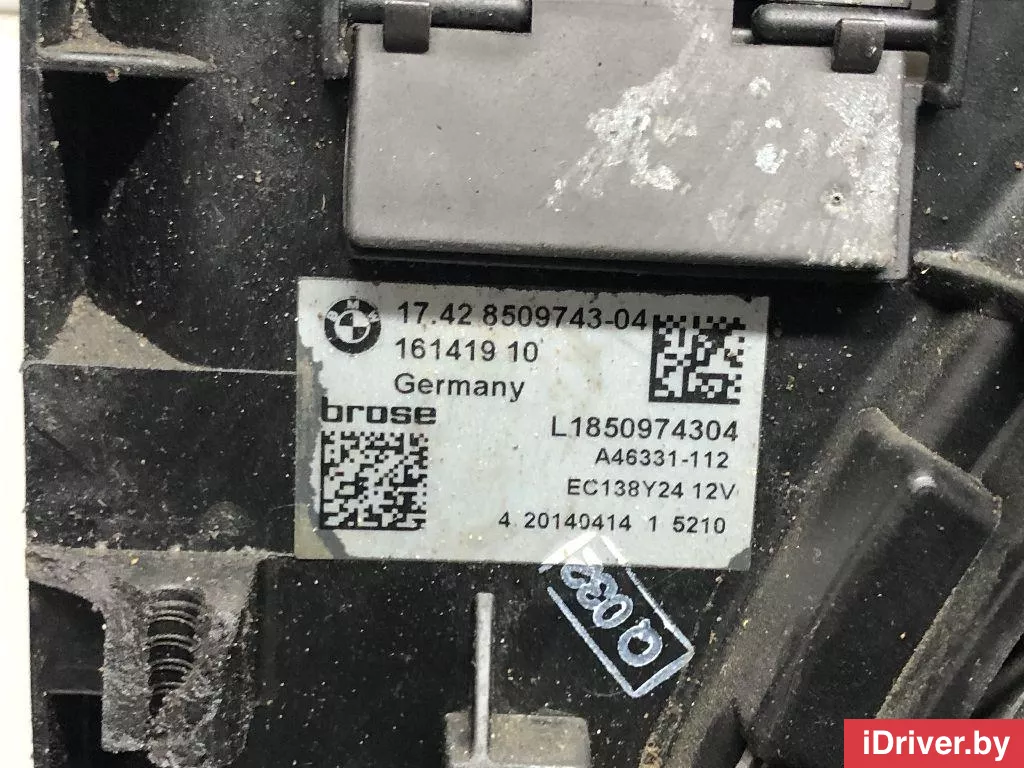 BMW
17.42 8509743-04
161419 10
Germany
brose
L1850974304
A46331-112
EC138Y24 12V
4 20140414 1 5210
iDriver.by